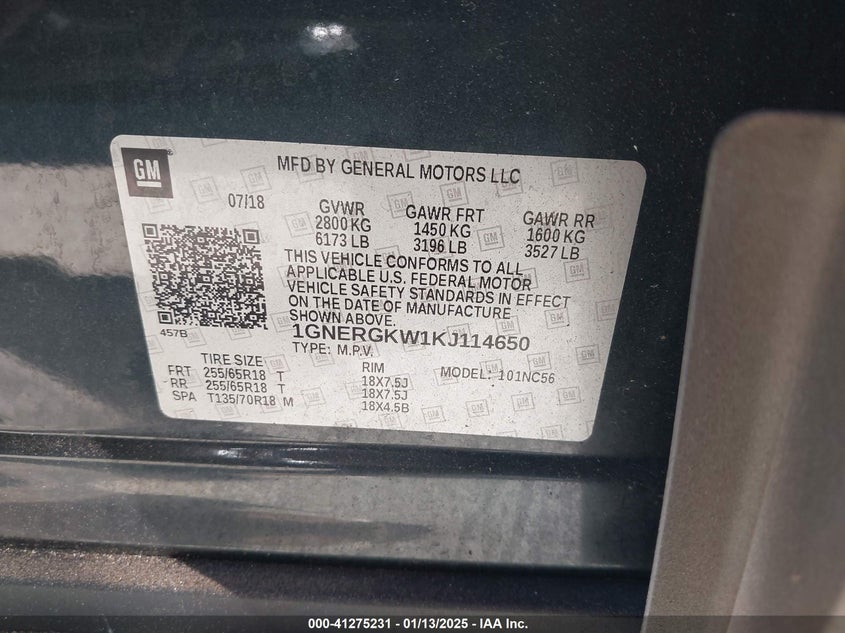 GM
MFD BY GENERAL MOTORS LLC
07/18
GVWR
2800 KG
6173 LB
GAWR FRT
1450 KG
3196 LB
GAWR RR
1600 KG
3527 LB
THIS VEHICLE CONFORMS TO ALL
APPLICABLE U.S. FEDERAL MOTOR
VEHICLE SAFETY STANDARDS IN EFFECT
ON THE DATE OF MANUFACTURE
SHOWN ABOVE.
457B
1GNERGKW1KJ114650
TYPE: M.P.V.
MODEL: 101NC56
TIRE SIZE RIM
FRT 255/65R18 T 18X7.5J
RR 255/65R18 T 18X7.5J
SPA T135/70R18 M 18X4.5B
000-41275231 - 01/13/2025 - IAA Inc.